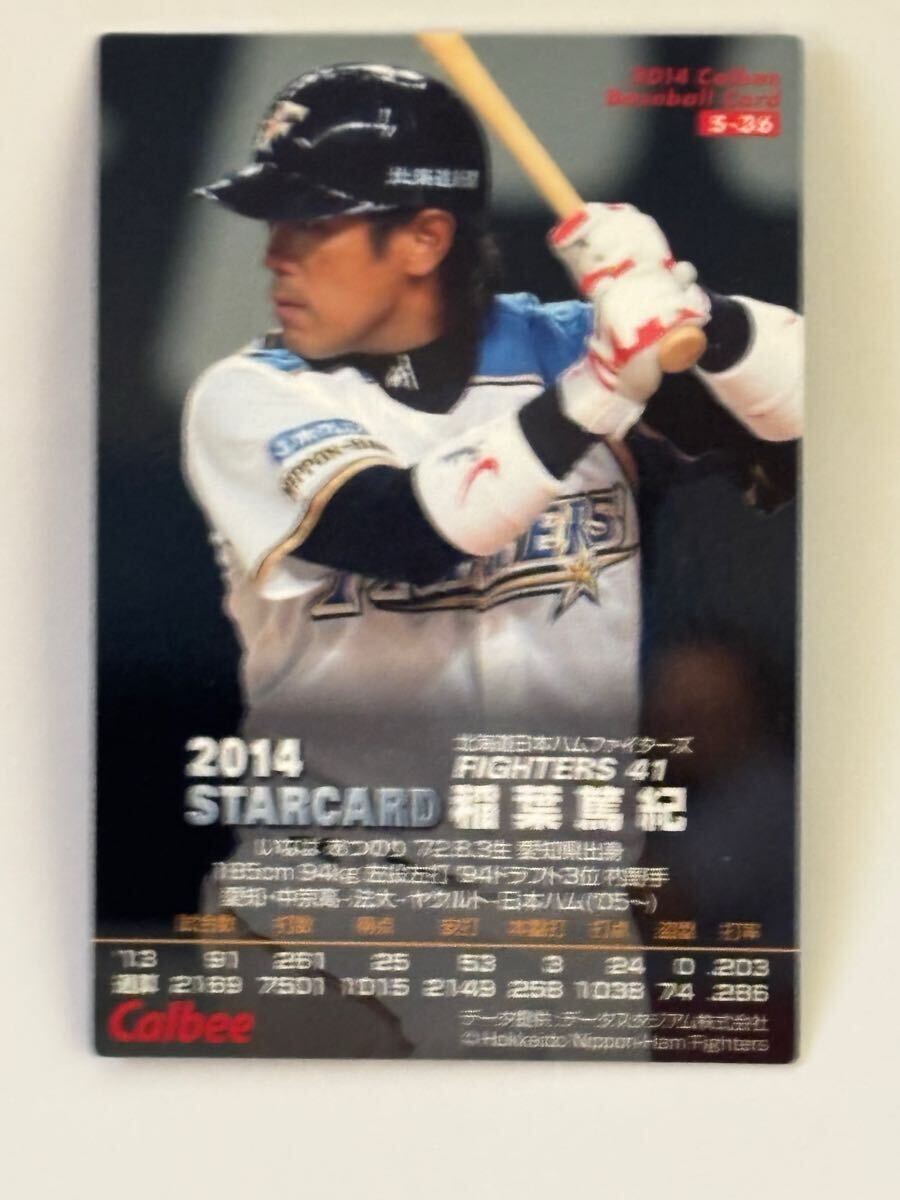 2014 Calbee
Baseball Card
S-36
北海道新聞
NIPPON-HAM
FIGHTERS
2014
STARCARD
北海道日本ハムファイターズ
FIGHTERS 41
稲葉篤紀
いなば あつのり '72.8.3生 愛知県出身
185cm 94kg 左投左打 '94ドラフト3位 内野手
愛知・中京高-法大-ヤクルト-日本ハム('05〜)
試合数 打数 得点 安打 本塁打 打点 盗塁 打率
'13 91 261 25 53 3 24 0 .203
通算 2169 7501 1015 2149 258 1038 74 .286
Calbee
データ提供:データスタジアム株式会社
© Hokkaido Nippon-Ham Fighters